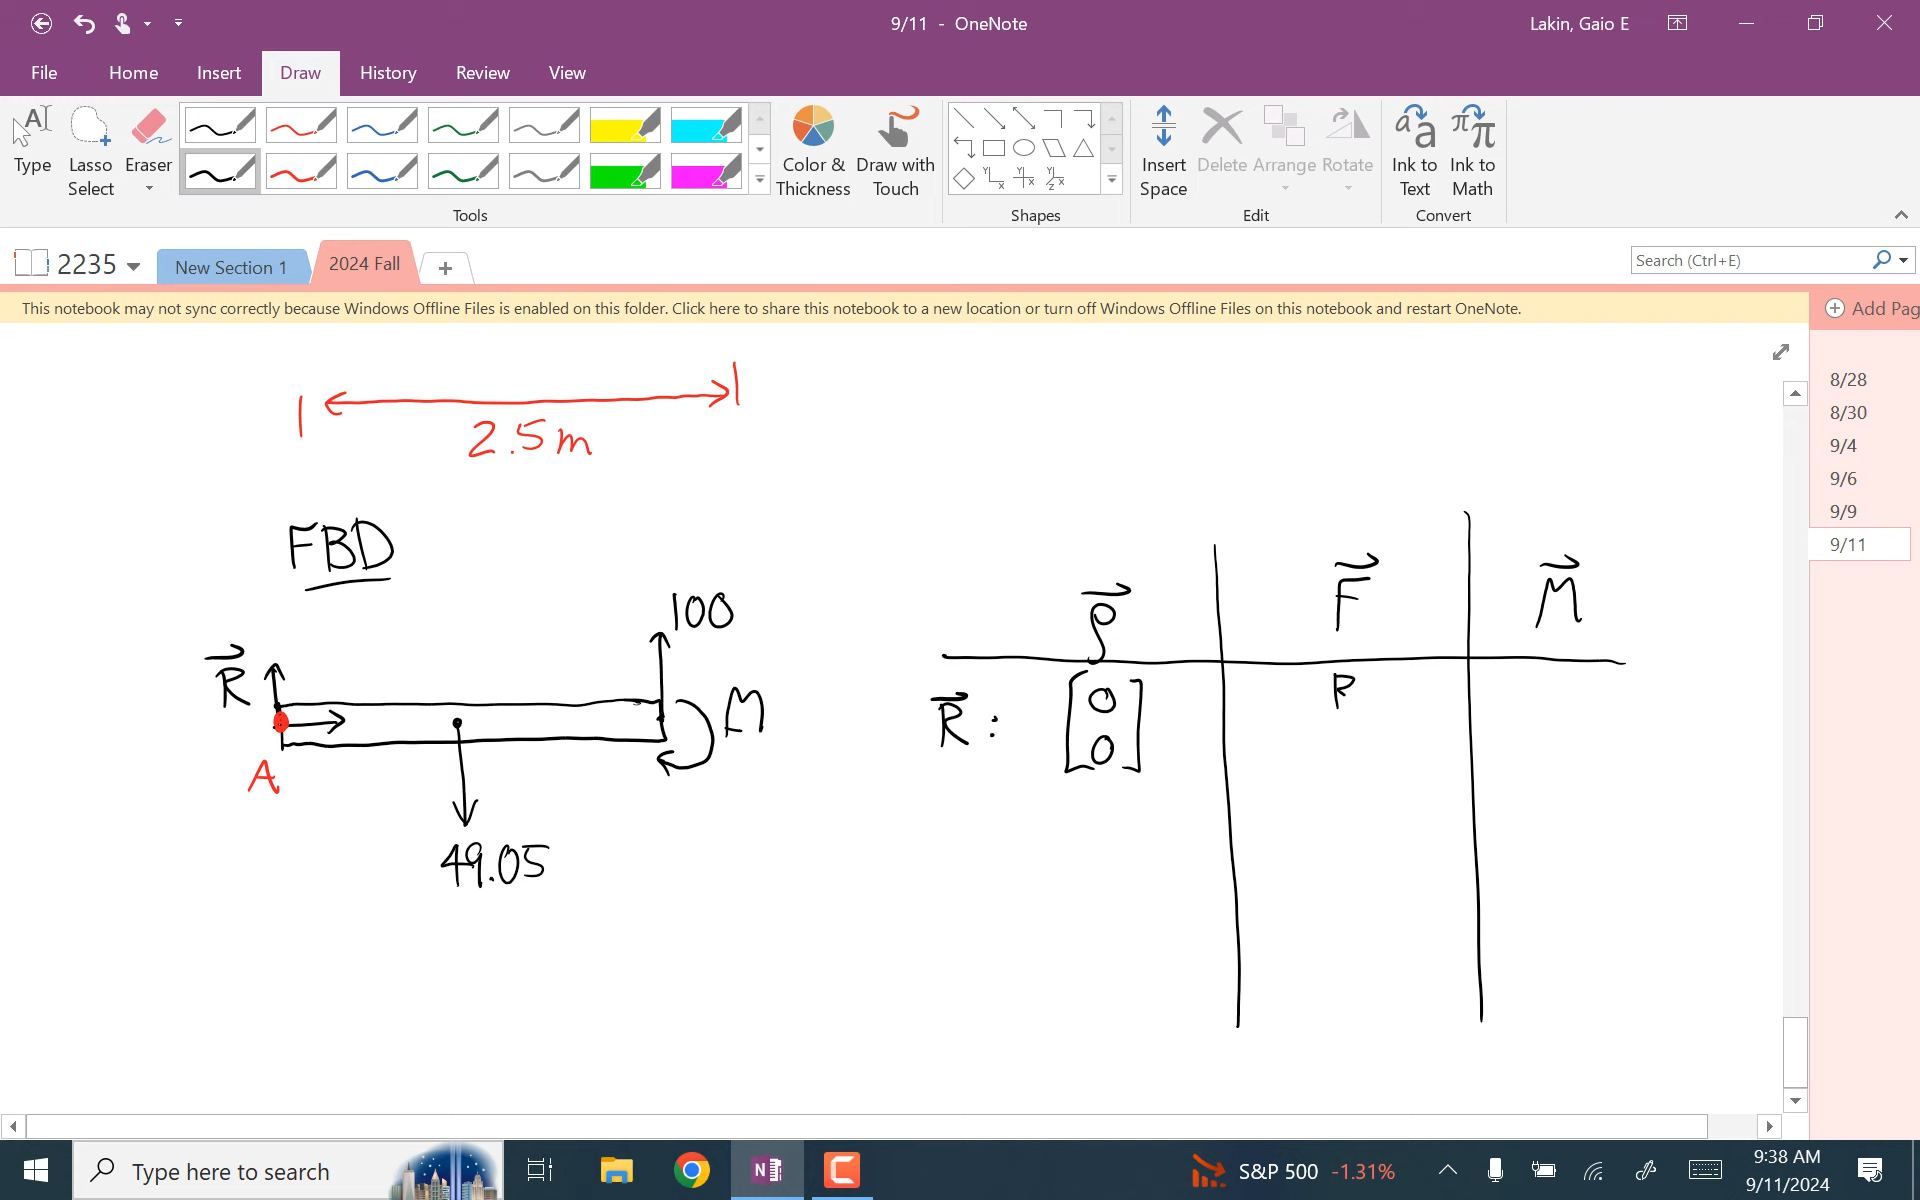 9/11 - OneNote
Lakin, Gaio E
File Home Insert Draw History Review View
Type
Lasso Select
Eraser
Color & Thickness
Draw with Touch
Insert Space
Delete
Arrange
Rotate
Ink to Text
Ink to Math
Tools
Shapes
Edit
Convert
2235
New Section 1
2024 Fall
Search (Ctrl+E)
This notebook may not sync correctly because Windows Offline Files is enabled on this folder. Click here to share this notebook to a new location or turn off Windows Offline Files on this notebook and restart OneNote.
Add Pag
8/28
8/30
9/4
9/6
9/9
9/11
2.5m
FBD
100
R
M
A
49.05
ρ F M
R: [0 0] R
Type here to search
S&P 500 -1.31%
9:38 AM
9/11/2024